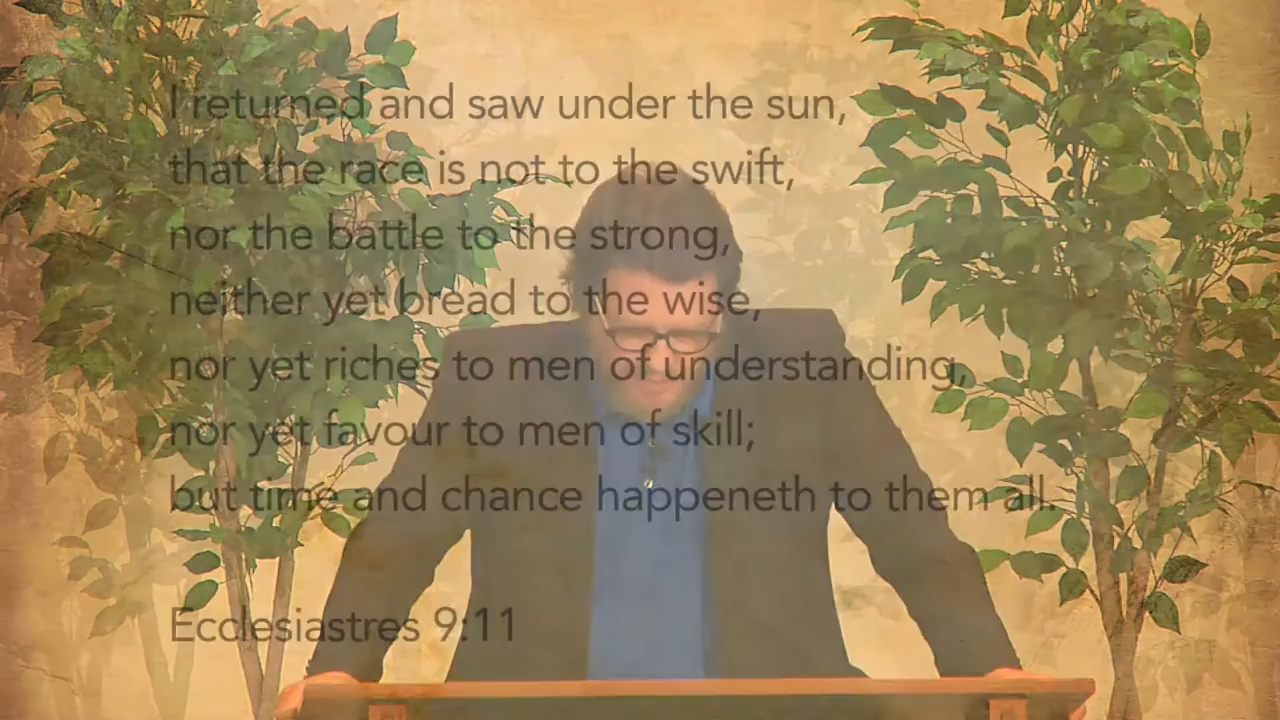 I returned and saw under the sun,
that the race is not to the swift,
nor the battle to the strong,
neither yet bread to the wise,
nor yet riches to men of understanding,
nor yet favour to men of skill;
but time and chance happeneth to them all.
Ecclesiastres 9:11